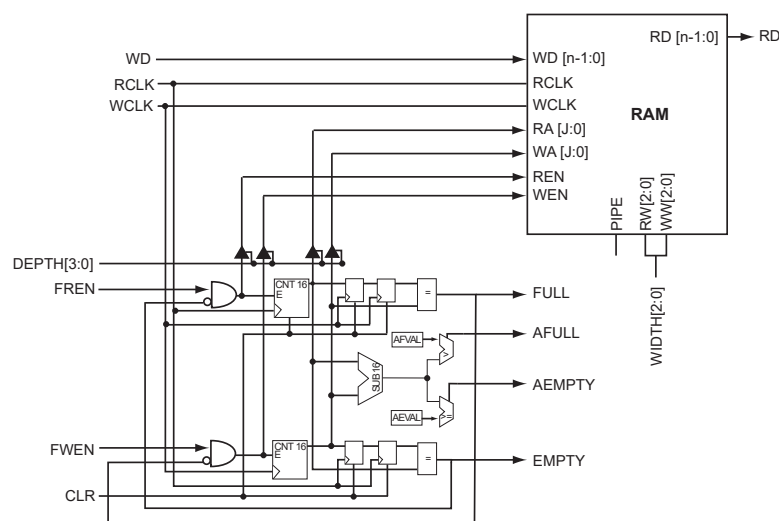 RD [n-1:0]
RD
WD
WD [n-1:0]
RCLK
RCLK
WCLK
WCLK
RAM
RA [J:0]
WA [J:0]
REN
WEN
PIPE
RW[2:0]
WW[2:0]
DEPTH[3:0]
FREN
CNT 16
E
=
FULL
WIDTH[2:0]
AFVAL
>
AFULL
SUB 16
AEMPTY
AEVAL
>=
FWEN
CNT 16
E
=
EMPTY
CLR